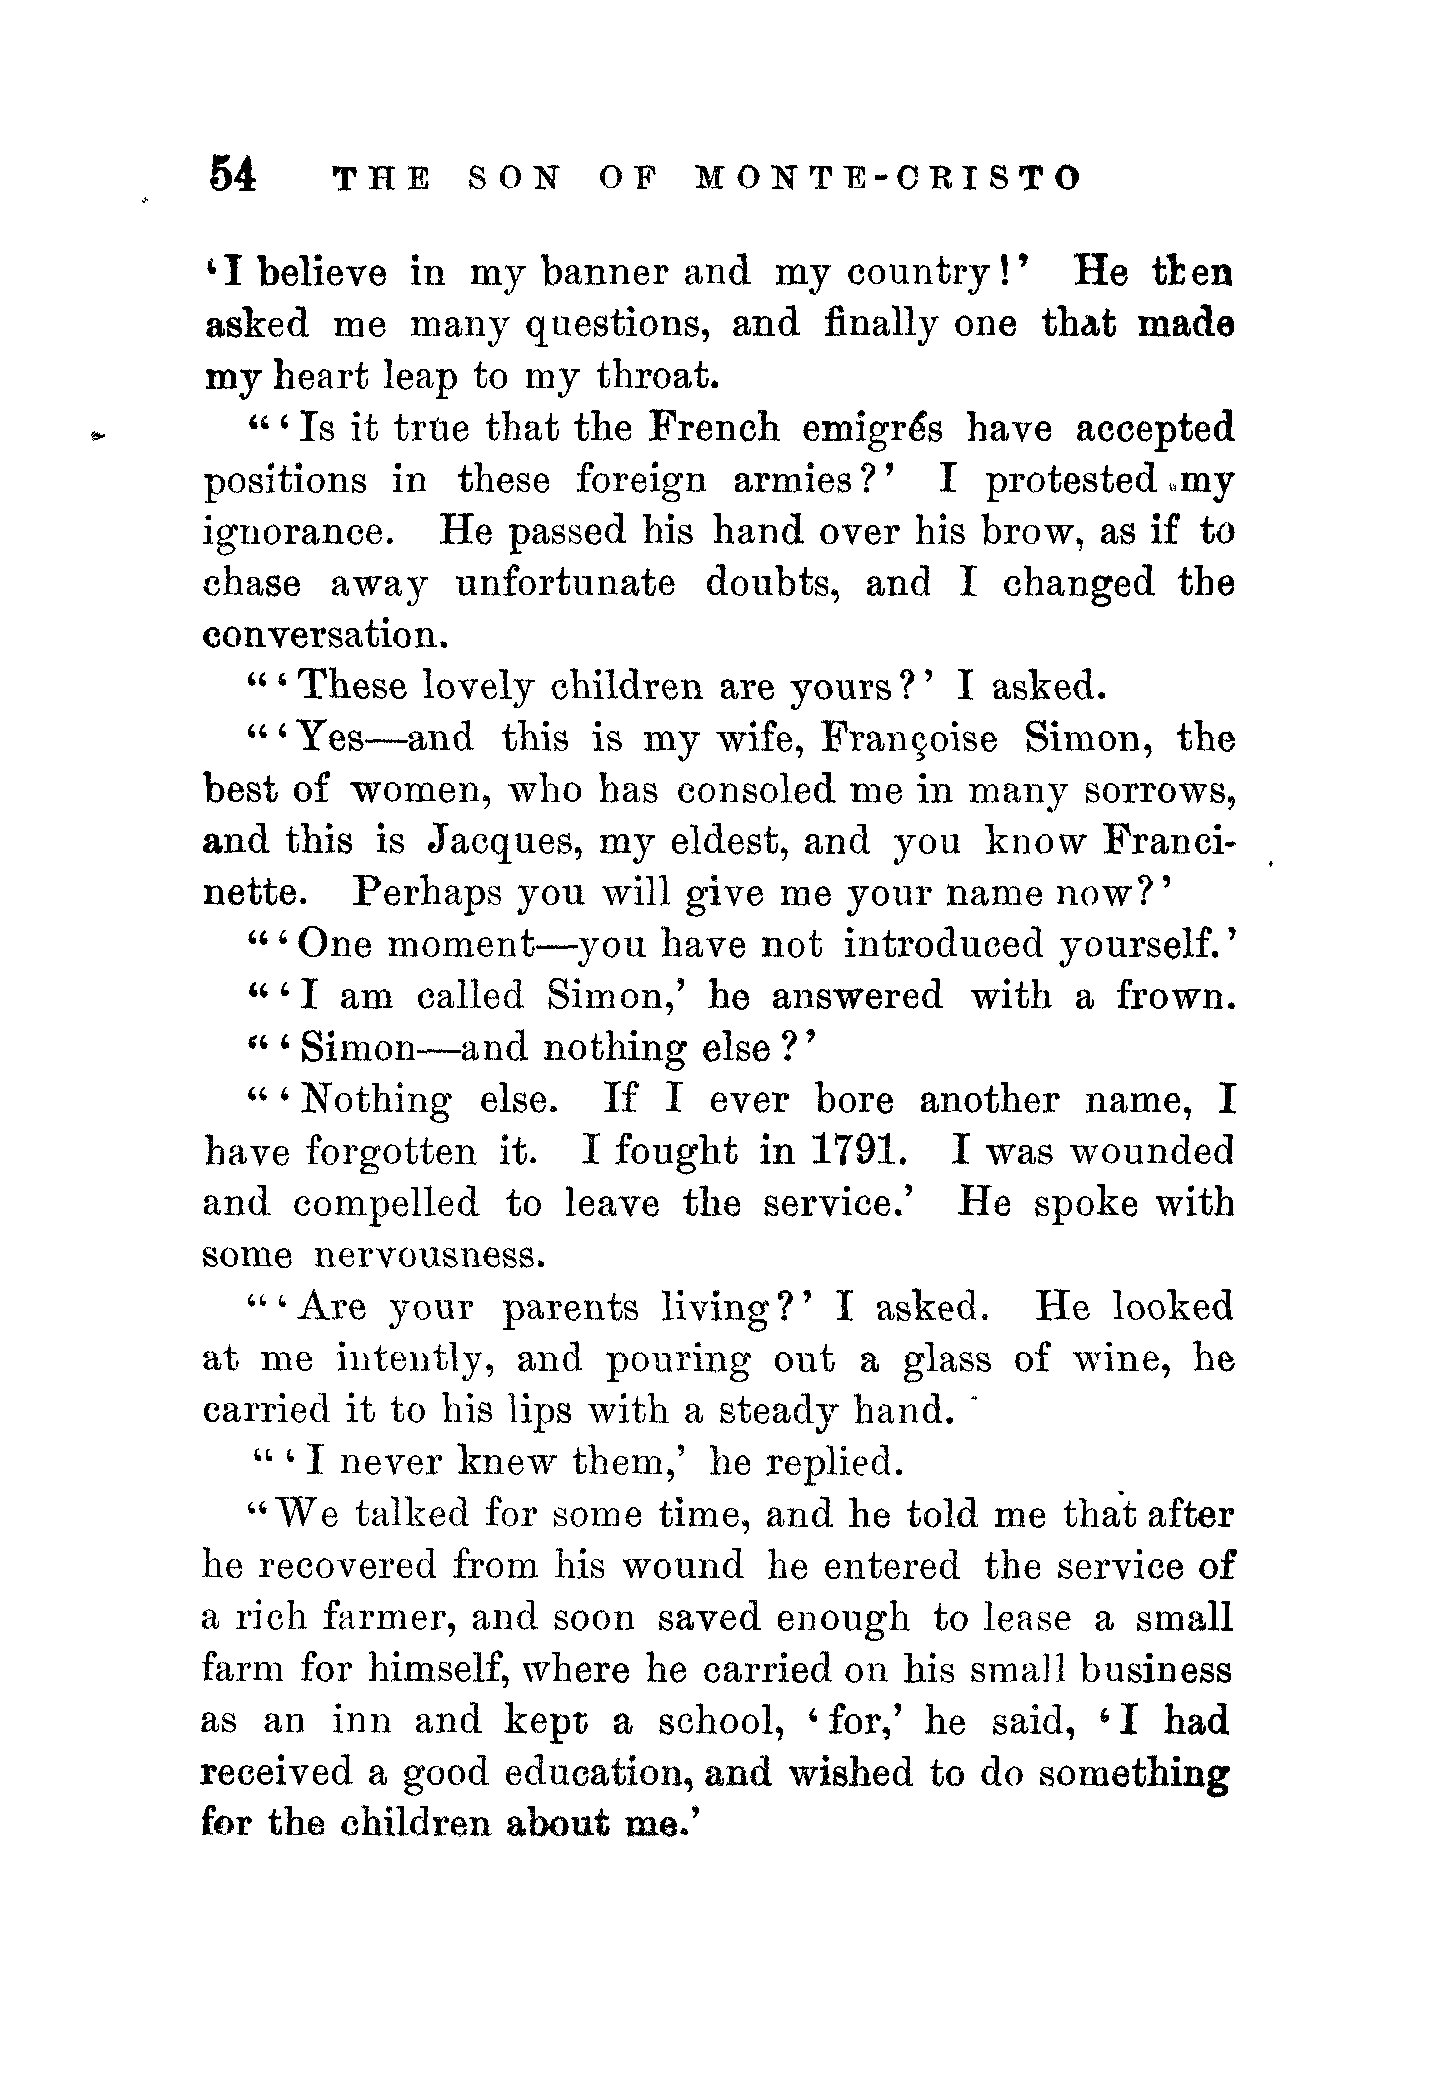 54 THE SON OF MONTE-CRISTO
‘I believe in my banner and my country!’ He then
asked me many questions, and finally one that made
my heart leap to my throat.
“‘Is it true that the French emigrés have accepted
positions in these foreign armies?’ I protested my
ignorance. He passed his hand over his brow, as if to
chase away unfortunate doubts, and I changed the
conversation.
“‘These lovely children are yours?’ I asked.
“‘Yes—and this is my wife, Françoise Simon, the
best of women, who has consoled me in many sorrows,
and this is Jacques, my eldest, and you know Franci-
nette. Perhaps you will give me your name now?’
“‘One moment—you have not introduced yourself.’
“‘I am called Simon,’ he answered with a frown.
“‘Simon—and nothing else?’
“‘Nothing else. If I ever bore another name, I
have forgotten it. I fought in 1791. I was wounded
and compelled to leave the service.’ He spoke with
some nervousness.
“‘Are your parents living?’ I asked. He looked
at me intently, and pouring out a glass of wine, he
carried it to his lips with a steady hand.
“‘I never knew them,’ he replied.
“We talked for some time, and he told me that after
he recovered from his wound he entered the service of
a rich farmer, and soon saved enough to lease a small
farm for himself, where he carried on his small business
as an inn and kept a school, ‘for,’ he said, ‘I had
received a good education, and wished to do something
for the children about me.’